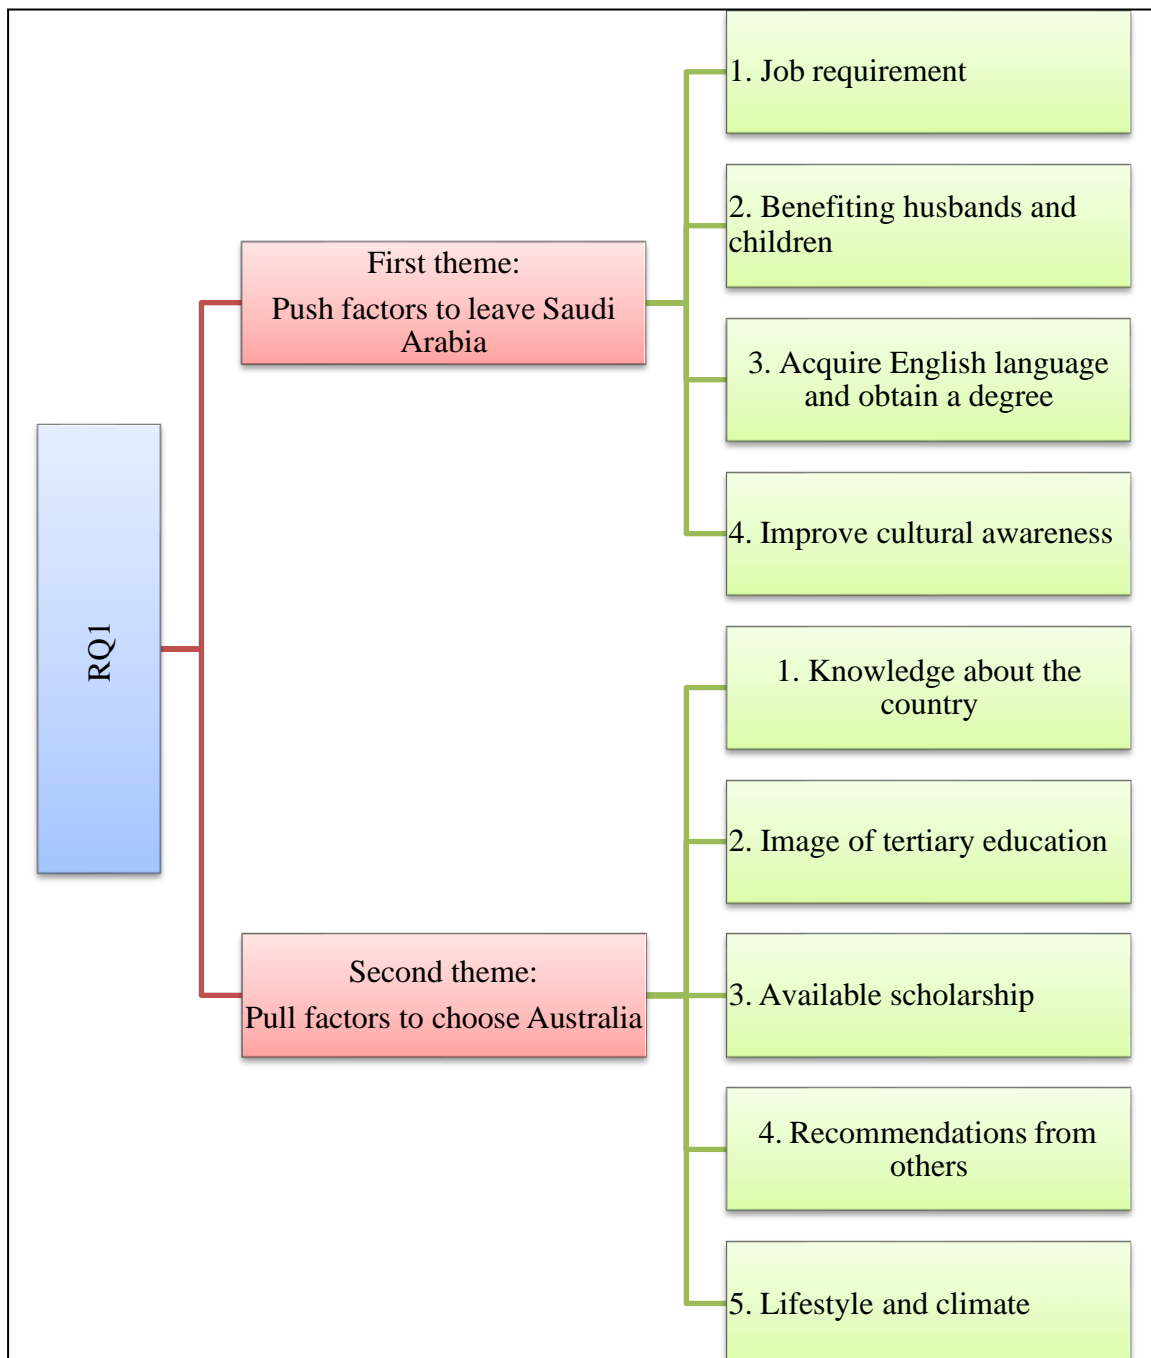 RQ1
First theme:
Push factors to leave Saudi
Arabia
1. Job requirement
2. Benefiting husbands and
children
3. Acquire English language
and obtain a degree
4. Improve cultural awareness
Second theme:
Pull factors to choose Australia
1. Knowledge about the
country
2. Image of tertiary education
3. Available scholarship
4. Recommendations from
others
5. Lifestyle and climate